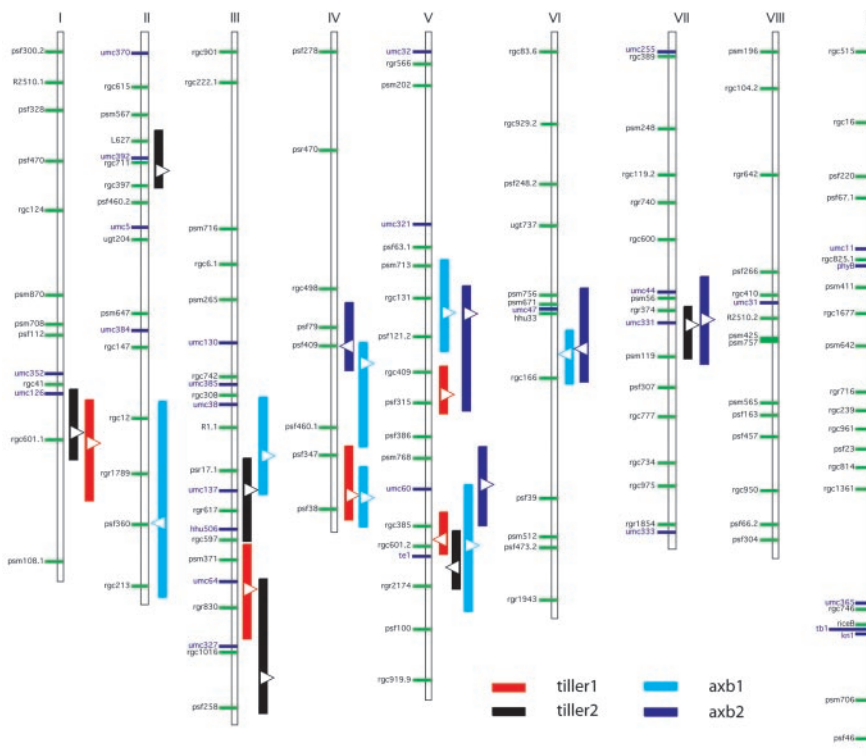 I II III IV V VI VII VIII
psf300.2
R2510.1
psf328
psf470
rgc124
psm870
psm708
psf112
umc352
rgc41
umc126
rgc601.1
psm108.1
umc370
rgc615
psm567
L627
umc392
rgc711
rgc397
psf460.2
umc5
ugt204
psm647
umc384
rgc147
rgc12
rgr1789
psf360
rgc213
rgc901
rgc222.1
psm716
rgc6.1
psm265
umc130
rgc742
umc385
rgc308
umc38
R1.1
psr17.1
umc137
rgr617
hhu506
rgc597
psm371
umc64
rgr830
umc327
rgc1016
psf258
psf278
psr470
rgc498
psf79
psf409
psf460.1
psf347
psf38
umc32
rgr566
psm202
umc321
psf63.1
psm713
rgc131
psf121.2
rgc409
psf315
psf386
psm768
umc60
rgc385
rgc601.2
te1
rgr2174
psf100
rgc919.9
rgc83.6
rgc929.2
psf248.2
ugt737
psm756
psm671
umc47
hhu33
rgc166
psf39
psm512
psf473.2
rgr1943
umc255
rgc389
psm248
rgc119.2
rgr740
rgc600
umc44
psm56
rgr374
umc331
psm119
psf307
rgc777
rgc734
rgc975
rgr1854
umc333
psm196
rgc104.2
rgr642
psf266
rgc410
umc31
R2510.2
psm425
psm757
psm565
psf163
psf457
rgc950
psf66.2
psf304
rgc515
rgc16
psf220
psf67.1
umc11
rgc825.1
phyB
psm411
rgc1677
psm642
rgr716
rgc239
rgc961
psf23
rgc814
rgc1361
umc365
rgc746
riceB
tb1
kn1
psm706
psf46
tiller1 axb1
tiller2 axb2